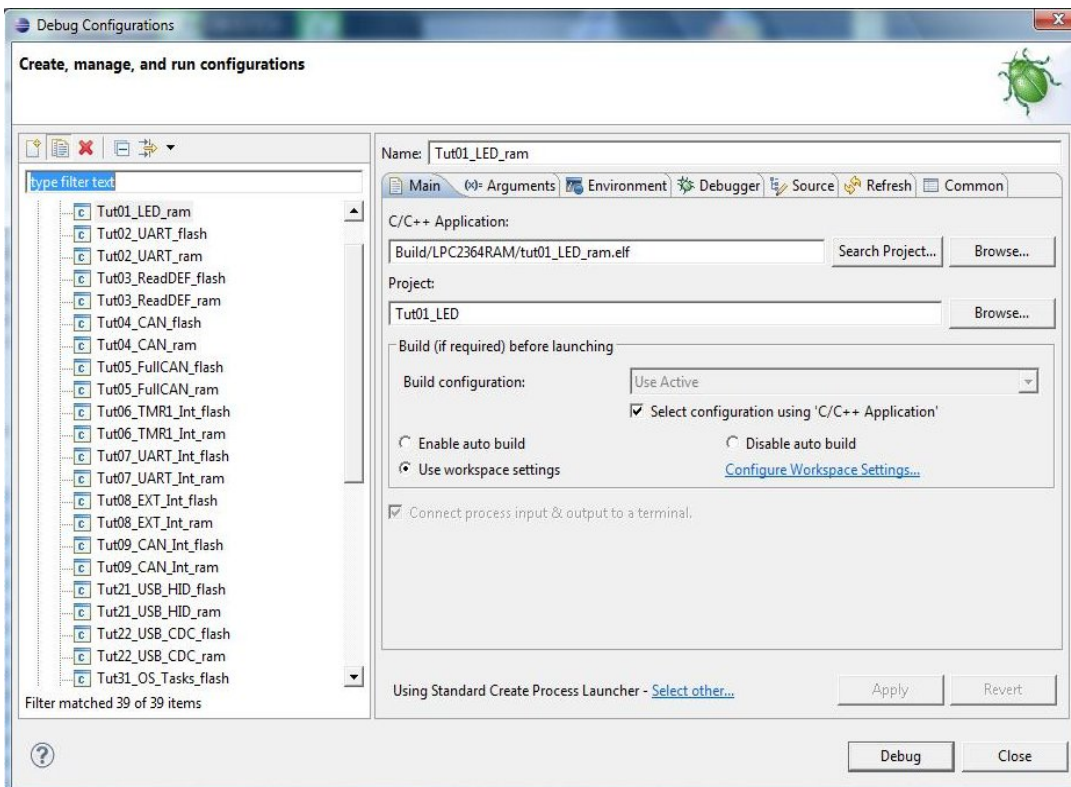 Debug Configurations
Create, manage, and run configurations
type filter text
Tut01_LED_ram
Tut02_UART_flash
Tut02_UART_ram
Tut03_ReadDEF_flash
Tut03_ReadDEF_ram
Tut04_CAN_flash
Tut04_CAN_ram
Tut05_FullCAN_flash
Tut05_FullCAN_ram
Tut06_TMR1_Int_flash
Tut06_TMR1_Int_ram
Tut07_UART_Int_flash
Tut07_UART_Int_ram
Tut08_EXT_Int_flash
Tut08_EXT_Int_ram
Tut09_CAN_Int_flash
Tut09_CAN_Int_ram
Tut21_USB_HID_flash
Tut21_USB_HID_ram
Tut22_USB_CDC_flash
Tut22_USB_CDC_ram
Tut31_OS_Tasks_flash
Filter matched 39 of 39 items
Name: Tut01_LED_ram
Main (x)= Arguments Environment Debugger Source Refresh Common
C/C++ Application:
Build/LPC2364RAM/tut01_LED_ram.elf Search Project... Browse...
Project:
Tut01_LED Browse...
Build (if required) before launching
Build configuration: Use Active
Select configuration using 'C/C++ Application'
Enable auto build Disable auto build
Use workspace settings Configure Workspace Settings...
Connect process input & output to a terminal.
Using Standard Create Process Launcher - Select other... Apply Revert
? Debug Close